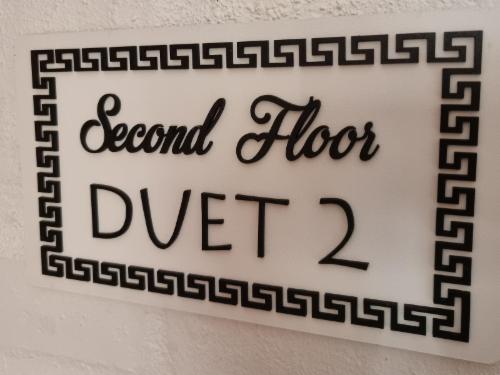 Second Floor
DUET 2